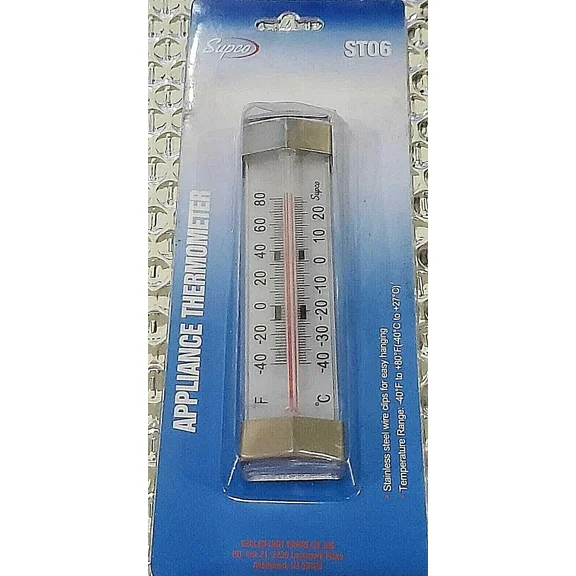 Supco
ST06
APPLIANCE THERMOMETER
Supco
80
60
40
20
0
-20
-40
F
20
10
0
-10
-20
-30
-40
°C
• Stainless steel wire clips for easy hanging
• Temperature Range: -40°F to +80°F(-40°C to +27°C)